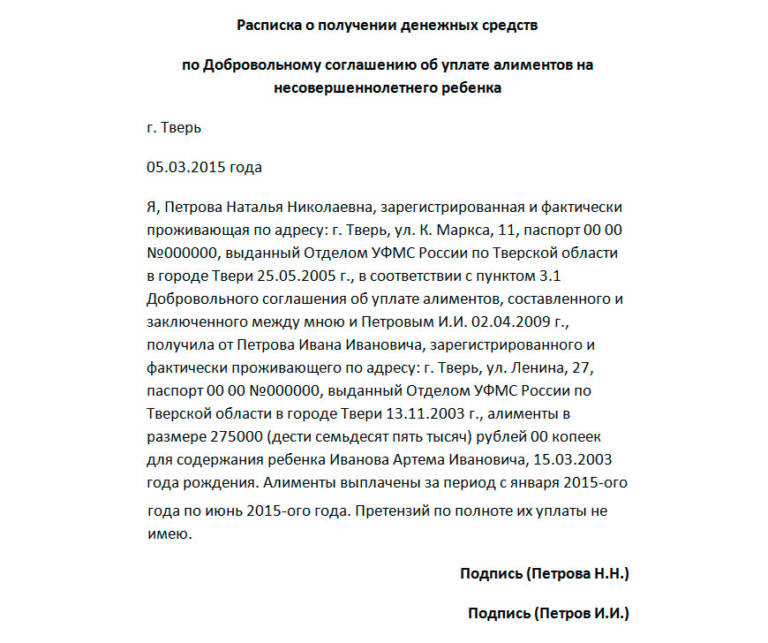 Расписка о получении денежных средств
по Добровольному соглашению об уплате алиментов на
несовершеннолетнего ребенка
г. Тверь
05.03.2015 года
Я, Петрова Наталья Николаевна, зарегистрированная и фактически
проживающая по адресу: г. Тверь, ул. К. Маркса, 11, паспорт 00 00
№000000, выданный Отделом УФМС России по Тверской области
в городе Твери 25.05.2005 г., в соответствии с пунктом 3.1
Добровольного соглашения об уплате алиментов, составленного и
заключенного между мною и Петровым И.И. 02.04.2009 г.,
получила от Петрова Ивана Ивановича, зарегистрированного и
фактически проживающего по адресу: г. Тверь, ул. Ленина, 27,
паспорт 00 00 №000000, выданный Отделом УФМС России по
Тверской области в городе Твери 13.11.2003 г., алименты в
размере 275000 (дести семьдесят пять тысяч) рублей 00 копеек
для содержания ребенка Иванова Артема Ивановича, 15.03.2003
года рождения. Алименты выплачены за период с января 2015-ого
года по июнь 2015-ого года. Претензий по полноте их уплаты не
имею.
Подпись (Петрова Н.Н.)
Подпись (Петров И.И.)